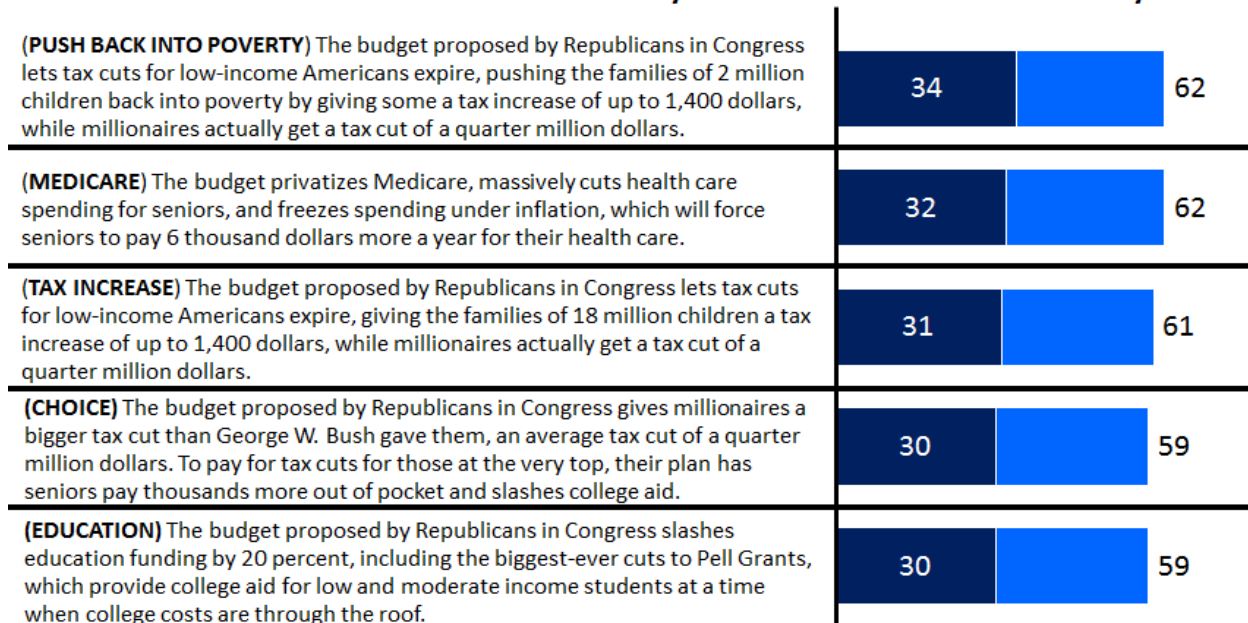 (PUSH BACK INTO POVERTY) The budget proposed by Republicans in Congress
lets tax cuts for low-income Americans expire, pushing the families of 2 million
children back into poverty by giving some a tax increase of up to 1,400 dollars,
while millionaires actually get a tax cut of a quarter million dollars.
34
62
(MEDICARE) The budget privatizes Medicare, massively cuts health care
spending for seniors, and freezes spending under inflation, which will force
seniors to pay 6 thousand dollars more a year for their health care.
32
62
(TAX INCREASE) The budget proposed by Republicans in Congress lets tax cuts
for low-income Americans expire, giving the families of 18 million children a tax
increase of up to 1,400 dollars, while millionaires actually get a tax cut of a
quarter million dollars.
31
61
(CHOICE) The budget proposed by Republicans in Congress gives millionaires a
bigger tax cut than George W. Bush gave them, an average tax cut of a quarter
million dollars. To pay for tax cuts for those at the very top, their plan has
seniors pay thousands more out of pocket and slashes college aid.
30
59
(EDUCATION) The budget proposed by Republicans in Congress slashes
education funding by 20 percent, including the biggest-ever cuts to Pell Grants,
which provide college aid for low and moderate income students at a time
when college costs are through the roof.
30
59